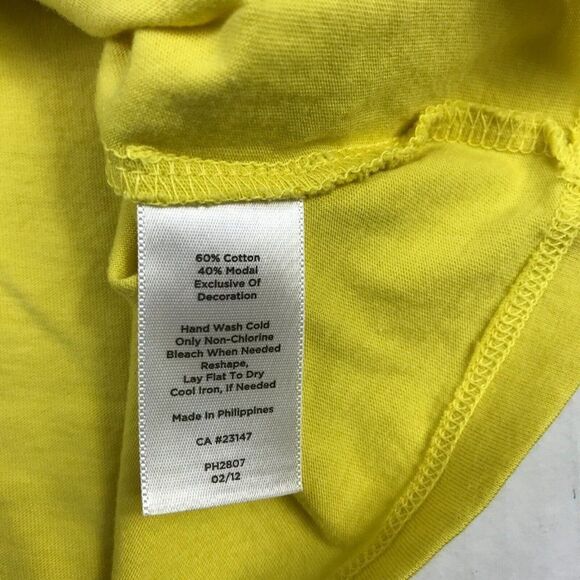 60% Cotton
40% Modal
Exclusive Of
Decoration
Hand Wash Cold
Only Non-Chlorine
Bleach When Needed
Reshape,
Lay Flat To Dry
Cool Iron, If Needed
Made In Philippines
CA #23147
PH2807
02/12